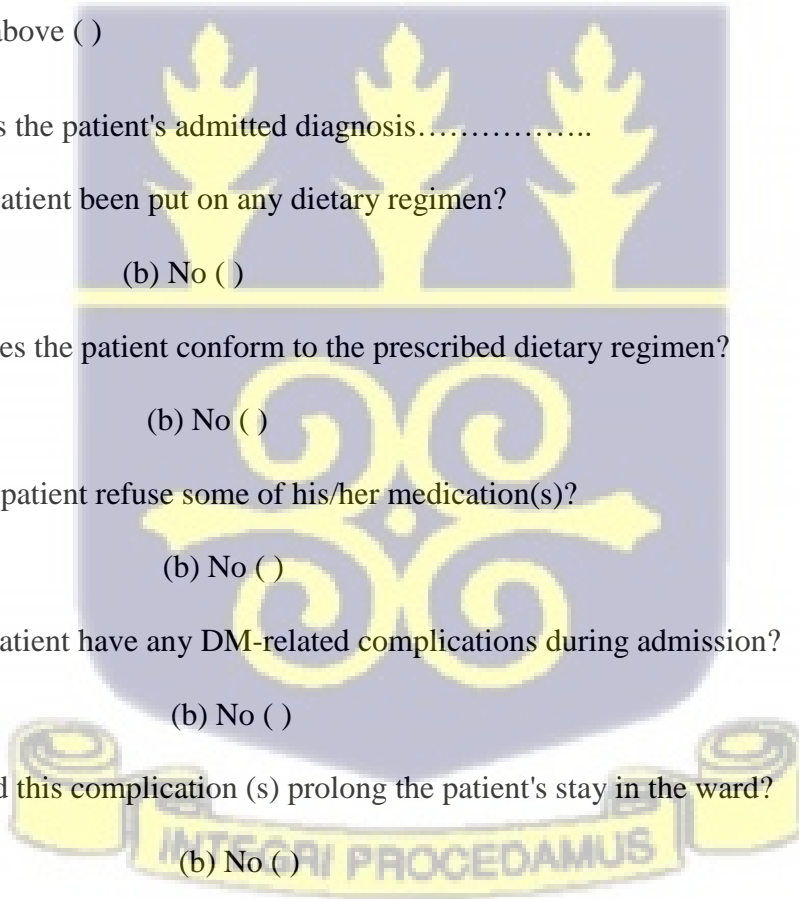 above ( )
s the patient's admitted diagnosis……………..
atient been put on any dietary regimen?
(b) No ( )
es the patient conform to the prescribed dietary regimen?
(b) No ( )
patient refuse some of his/her medication(s)?
(b) No ( )
atient have any DM-related complications during admission?
(b) No ( )
d this complication (s) prolong the patient's stay in the ward?
(b) No ( )
INTEGRI PROCEDAMUS